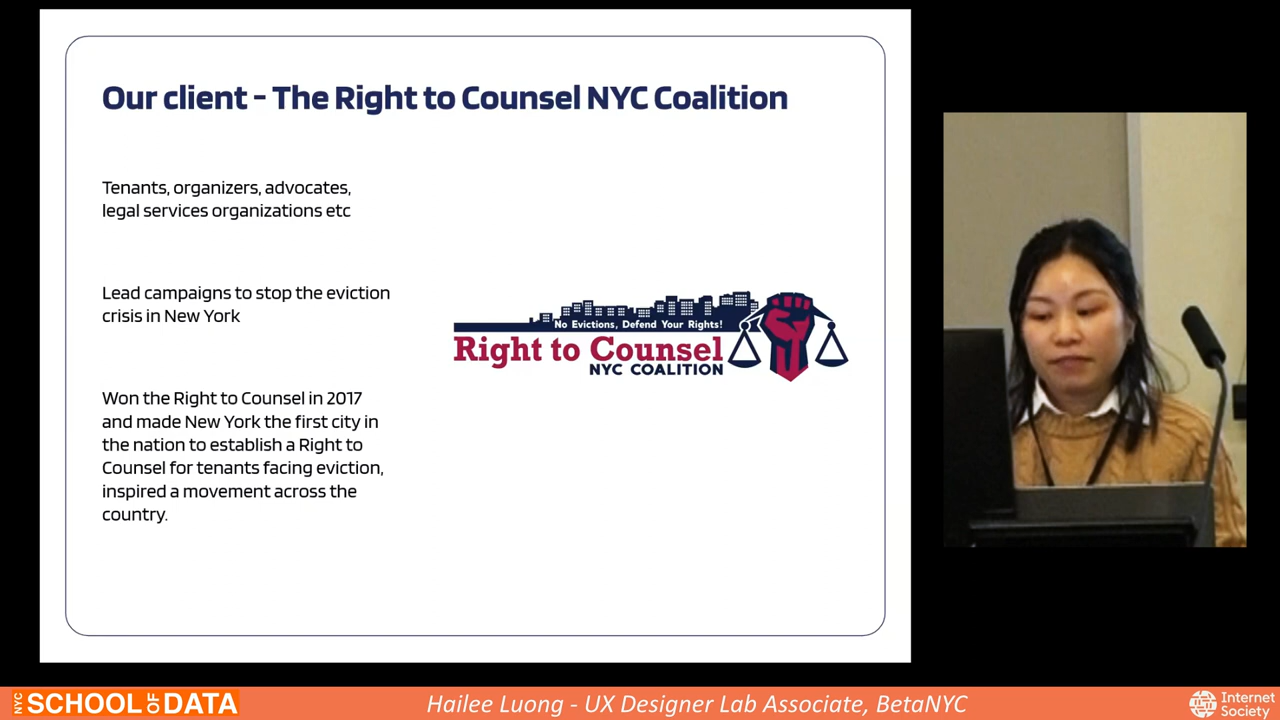 Our client - The Right to Counsel NYC Coalition
Tenants, organizers, advocates,
legal services organizations etc
Lead campaigns to stop the eviction
crisis in New York
Won the Right to Counsel in 2017
and made New York the first city in
the nation to establish a Right to
Counsel for tenants facing eviction,
inspired a movement across the
country.
No Evictions, Defend Your Rights!
Right to Counsel
NYC COALITION
NYC SCHOOL OF DATA
Hailee Luong - UX Designer Lab Associate, BetaNYC
Internet
Society